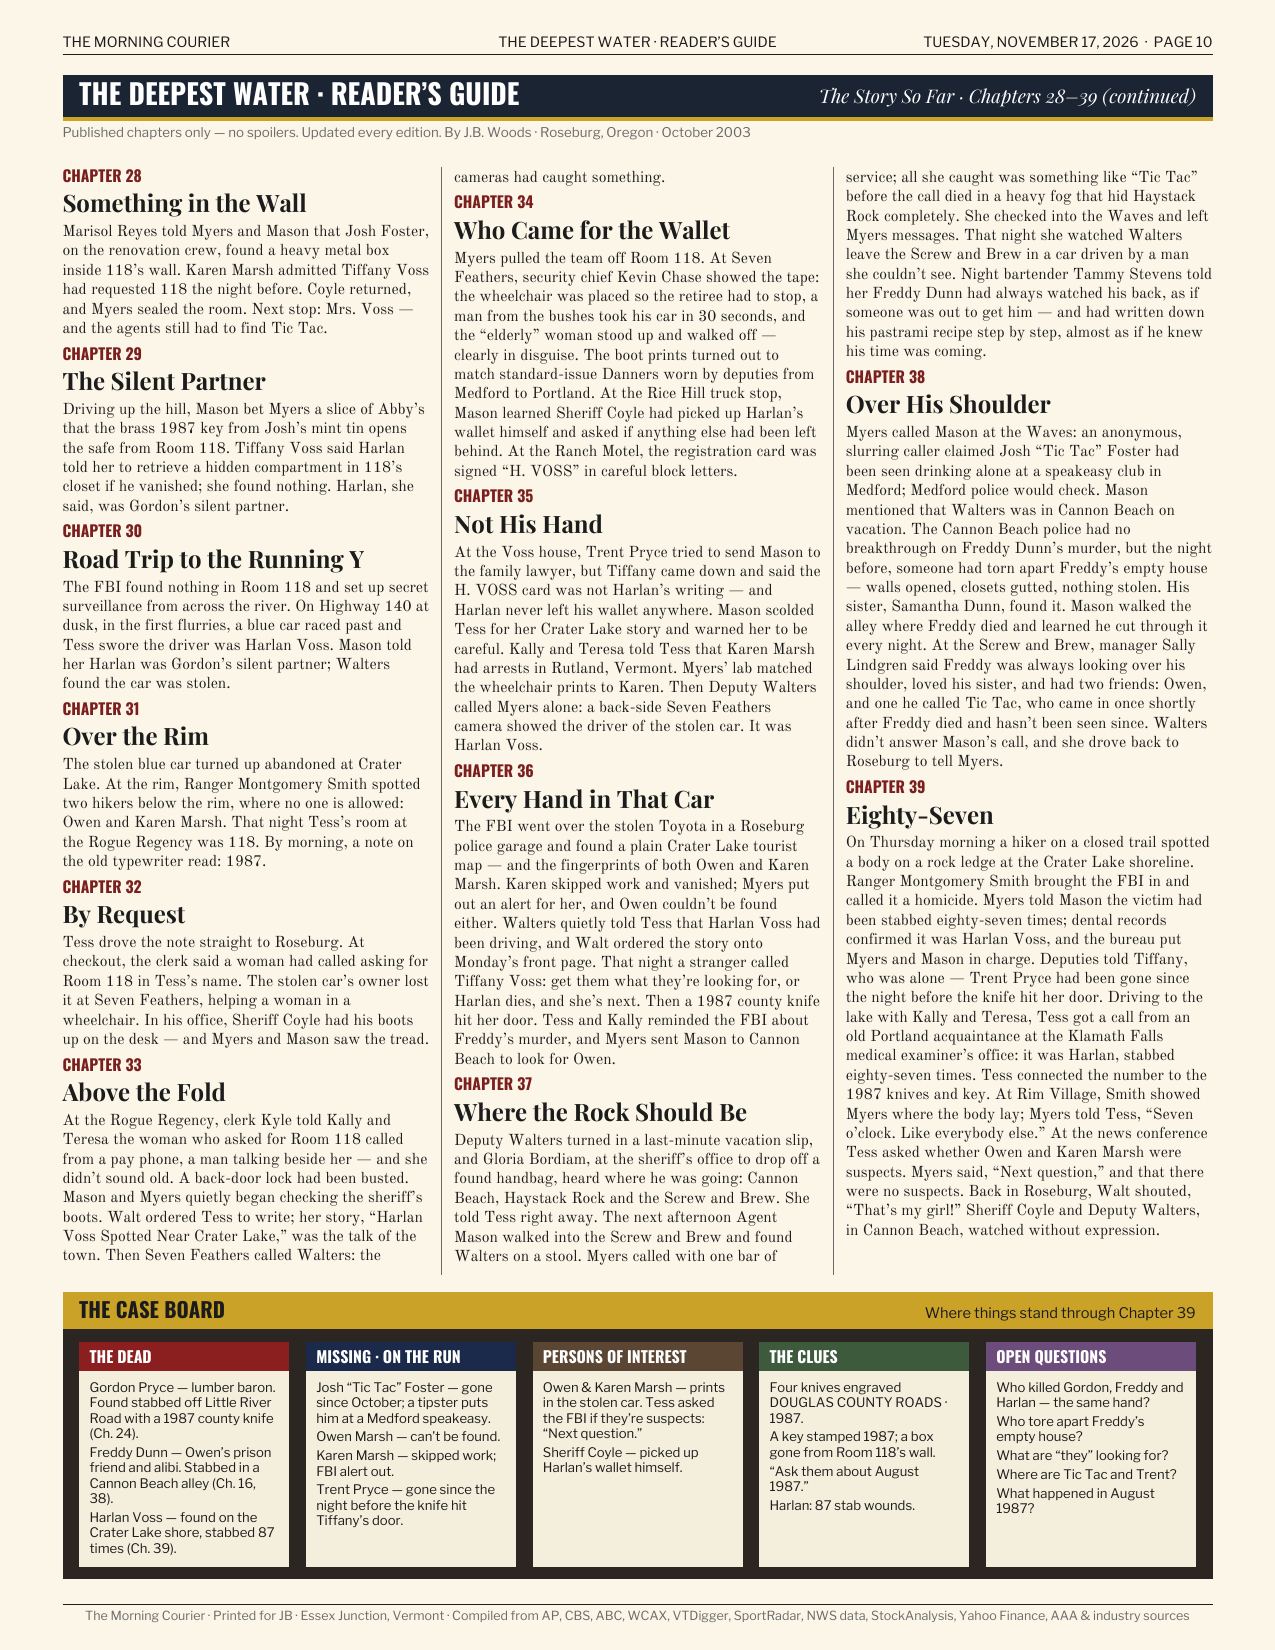 THE MORNING COURIER
THE DEEPEST WATER · READER'S GUIDE
TUESDAY, NOVEMBER 17, 2026 · PAGE 10
THE DEEPEST WATER · READER'S GUIDE
The Story So Far · Chapters 28–39 (continued)
Published chapters only — no spoilers. Updated every edition. By J.B. Woods · Roseburg, Oregon · October 2003
CHAPTER 28
Something in the Wall
Marisol Reyes told Myers and Mason that Josh Foster,
on the renovation crew, found a heavy metal box
inside 118's wall. Karen Marsh admitted Tiffany Voss
had requested 118 the night before. Coyle returned,
and Myers sealed the room. Next stop: Mrs. Voss —
and the agents still had to find Tic Tac.
CHAPTER 29
The Silent Partner
Driving up the hill, Mason bet Myers a slice of Abby's
that the brass 1987 key from Josh's mint tin opens
the safe from Room 118. Tiffany Voss said Harlan
told her to retrieve a hidden compartment in 118's
closet if he vanished; she found nothing. Harlan, she
said, was Gordon's silent partner.
CHAPTER 30
Road Trip to the Running Y
The FBI found nothing in Room 118 and set up secret
surveillance from across the river. On Highway 140 at
dusk, in the first flurries, a blue car raced past and
Tess swore the driver was Harlan Voss. Mason told
her Harlan was Gordon's silent partner; Walters
found the car was stolen.
CHAPTER 31
Over the Rim
The stolen blue car turned up abandoned at Crater
Lake. At the rim, Ranger Montgomery Smith spotted
two hikers below the rim, where no one is allowed:
Owen and Karen Marsh. That night Tess's room at
the Rogue Regency was 118. By morning, a note on
the old typewriter read: 1987.
CHAPTER 32
By Request
Tess drove the note straight to Roseburg. At
checkout, the clerk said a woman had called asking for
Room 118 in Tess's name. The stolen car's owner lost
it at Seven Feathers, helping a woman in a
wheelchair. In his office, Sheriff Coyle had his boots
up on the desk — and Myers and Mason saw the tread.
CHAPTER 33
Above the Fold
At the Rogue Regency, clerk Kyle told Kally and
Teresa the woman who asked for Room 118 called
from a pay phone, a man talking beside her — and she
didn't sound old. A back-door lock had been busted.
Mason and Myers quietly began checking the sheriff's
boots. Walt ordered Tess to write; her story, “Harlan
Voss Spotted Near Crater Lake,” was the talk of the
town. Then Seven Feathers called Walters: the
cameras had caught something.
CHAPTER 34
Who Came for the Wallet
Myers pulled the team off Room 118. At Seven
Feathers, security chief Kevin Chase showed the tape:
the wheelchair was placed so the retiree had to stop, a
man from the bushes took his car in 30 seconds, and
the “elderly” woman stood up and walked off —
clearly in disguise. The boot prints turned out to
match standard-issue Danners worn by deputies from
Medford to Portland. At the Rice Hill truck stop,
Mason learned Sheriff Coyle had picked up Harlan's
wallet himself and asked if anything else had been left
behind. At the Ranch Motel, the registration card was
signed “H. VOSS” in careful block letters.
CHAPTER 35
Not His Hand
At the Voss house, Trent Pryce tried to send Mason to
the family lawyer, but Tiffany came down and said the
H. VOSS card was not Harlan's writing — and
Harlan never left his wallet anywhere. Mason scolded
Tess for her Crater Lake story and warned her to be
careful. Kally and Teresa told Tess that Karen Marsh
had arrests in Rutland, Vermont. Myers' lab matched
the wheelchair prints to Karen. Then Deputy Walters
called Myers alone: a back-side Seven Feathers
camera showed the driver of the stolen car. It was
Harlan Voss.
CHAPTER 36
Every Hand in That Car
The FBI went over the stolen Toyota in a Roseburg
police garage and found a plain Crater Lake tourist
map — and the fingerprints of both Owen and Karen
Marsh. Karen skipped work and vanished; Myers put
out an alert for her, and Owen couldn't be found
either. Walters quietly told Tess that Harlan Voss had
been driving, and Walt ordered the story onto
Monday's front page. That night a stranger called
Tiffany Voss: get them what they're looking for, or
Harlan dies, and she's next. Then a 1987 county knife
hit her door. Tess and Kally reminded the FBI about
Freddy's murder, and Myers sent Mason to Cannon
Beach to look for Owen.
CHAPTER 37
Where the Rock Should Be
Deputy Walters turned in a last-minute vacation slip,
and Gloria Bordiam, at the sheriff's office to drop off a
found handbag, heard where he was going: Cannon
Beach, Haystack Rock and the Screw and Brew. She
told Tess right away. The next afternoon Agent
Mason walked into the Screw and Brew and found
Walters on a stool. Myers called with one bar of
service; all she caught was something like “Tic Tac”
before the call died in a heavy fog that hid Haystack
Rock completely. She checked into the Waves and left
Myers messages. That night she watched Walters
leave the Screw and Brew in a car driven by a man
she couldn't see. Night bartender Tammy Stevens told
her Freddy Dunn had always watched his back, as if
someone was out to get him — and had written down
his pastrami recipe step by step, almost as if he knew
his time was coming.
CHAPTER 38
Over His Shoulder
Myers called Mason at the Waves: an anonymous,
slurring caller claimed Josh “Tic Tac” Foster had
been seen drinking alone at a speakeasy club in
Medford; Medford police would check. Mason
mentioned that Walters was in Cannon Beach on
vacation. The Cannon Beach police had no
breakthrough on Freddy Dunn's murder, but the night
before, someone had torn apart Freddy's empty house
— walls opened, closets gutted, nothing stolen. His
sister, Samantha Dunn, found it. Mason walked the
alley where Freddy died and learned he cut through it
every night. At the Screw and Brew, manager Sally
Lindgren said Freddy was always looking over his
shoulder, loved his sister, and had two friends: Owen,
and one he called Tic Tac, who came in once shortly
after Freddy died and hasn't been seen since. Walters
didn't answer Mason's call, and she drove back to
Roseburg to tell Myers.
CHAPTER 39
Eighty-Seven
On Thursday morning a hiker on a closed trail spotted
a body on a rock ledge at the Crater Lake shoreline.
Ranger Montgomery Smith brought the FBI in and
called it a homicide. Myers told Mason the victim had
been stabbed eighty-seven times; dental records
confirmed it was Harlan Voss, and the bureau put
Myers and Mason in charge. Deputies told Tiffany,
who was alone — Trent Pryce had been gone since
the night before the knife hit her door. Driving to the
lake with Kally and Teresa, Tess got a call from an
old Portland acquaintance at the Klamath Falls
medical examiner's office: it was Harlan, stabbed
eighty-seven times. Tess connected the number to the
1987 knives and key. At Rim Village, Smith showed
Myers where the body lay; Myers told Tess, “Seven
o'clock. Like everybody else.” At the news conference
Tess asked whether Owen and Karen Marsh were
suspects. Myers said, “Next question,” and that there
were no suspects. Back in Roseburg, Walt shouted,
“That's my girl!” Sheriff Coyle and Deputy Walters,
in Cannon Beach, watched without expression.
THE CASE BOARD
Where things stand through Chapter 39
THE DEAD
Gordon Pryce — lumber baron.
Found stabbed off Little River
Road with a 1987 county knife
(Ch. 24).
Freddy Dunn — Owen's prison
friend and alibi. Stabbed in a
Cannon Beach alley (Ch. 16,
38).
Harlan Voss — found on the
Crater Lake shore, stabbed 87
times (Ch. 39).
MISSING · ON THE RUN
Josh “Tic Tac” Foster — gone
since October; a tipster puts
him at a Medford speakeasy.
Owen Marsh — can't be found.
Karen Marsh — skipped work;
FBI alert out.
Trent Pryce — gone since the
night before the knife hit
Tiffany's door.
PERSONS OF INTEREST
Owen & Karen Marsh — prints
in the stolen car. Tess asked
the FBI if they're suspects:
“Next question.”
Sheriff Coyle — picked up
Harlan's wallet himself.
THE CLUES
Four knives engraved
DOUGLAS COUNTY ROADS ·
1987.
A key stamped 1987; a box
gone from Room 118's wall.
“Ask them about August
1987.”
Harlan: 87 stab wounds.
OPEN QUESTIONS
Who killed Gordon, Freddy and
Harlan — the same hand?
Who tore apart Freddy's
empty house?
What are “they” looking for?
Where are Tic Tac and Trent?
What happened in August
1987?
The Morning Courier · Printed for JB · Essex Junction, Vermont · Compiled from AP, CBS, ABC, WCAX, VTDigger, SportRadar, NWS data, StockAnalysis, Yahoo Finance, AAA & industry sources